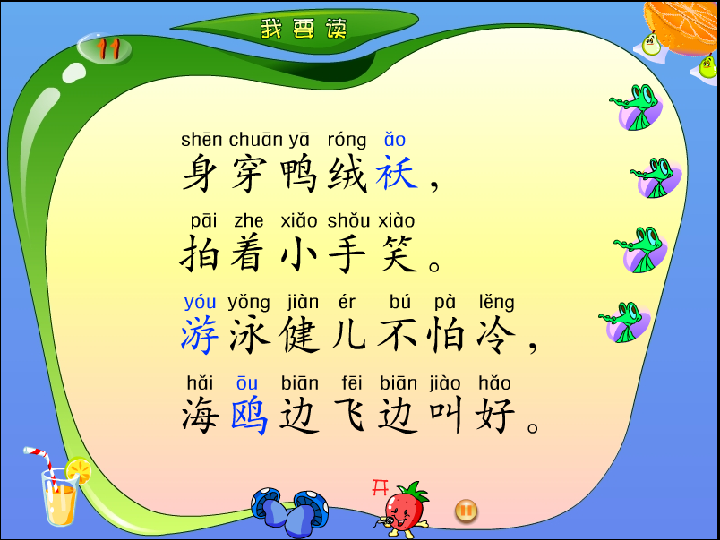 我要读
11
shēn chuān yā róng ǎo
身穿鸭绒袄，
pāi zhe xiǎo shǒu xiào
拍着小手笑。
yóu yǒng jiàn ér bú pà lěng
游泳健儿不怕冷，
hǎi ōu biān fēi biān jiào hǎo
海鸥边飞边叫好。